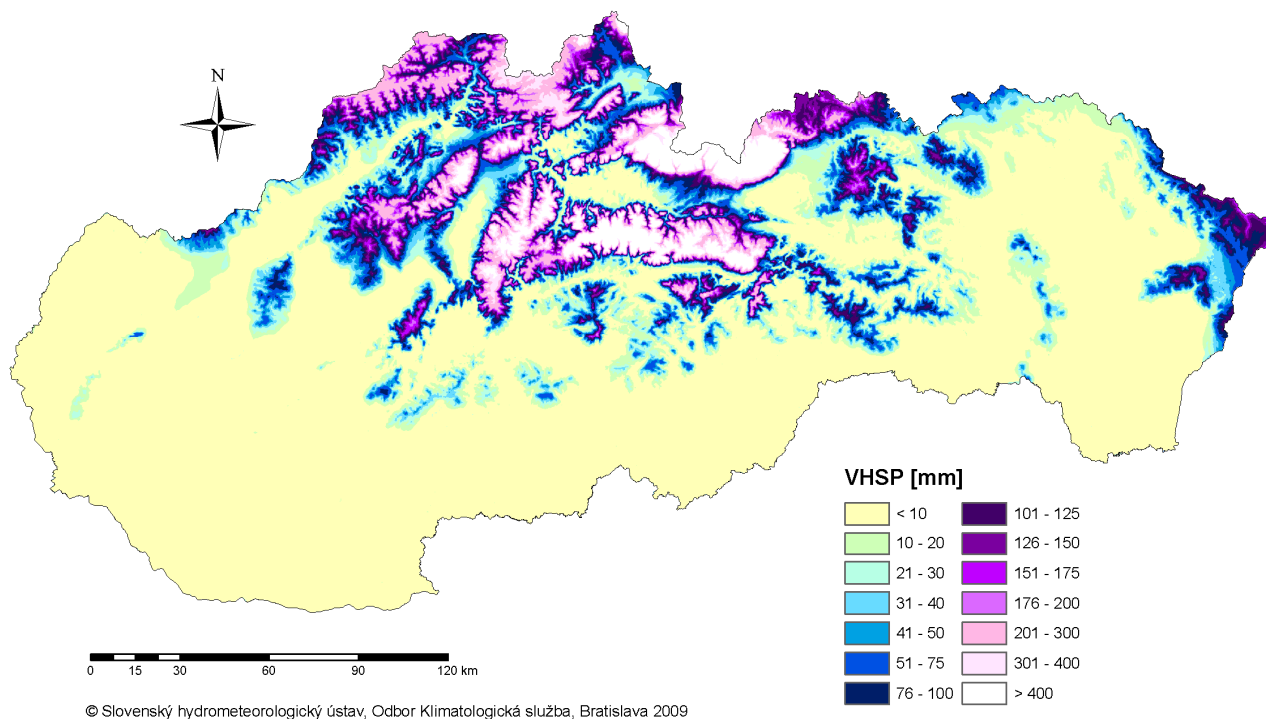 N
VHSP [mm]
< 10
10 - 20
21 - 30
31 - 40
41 - 50
51 - 75
76 - 100
101 - 125
126 - 150
151 - 175
176 - 200
201 - 300
301 - 400
> 400
0 15 30 60 90 120 km
© Slovenský hydrometeorologický ústav, Odbor Klimatologická služba, Bratislava 2009